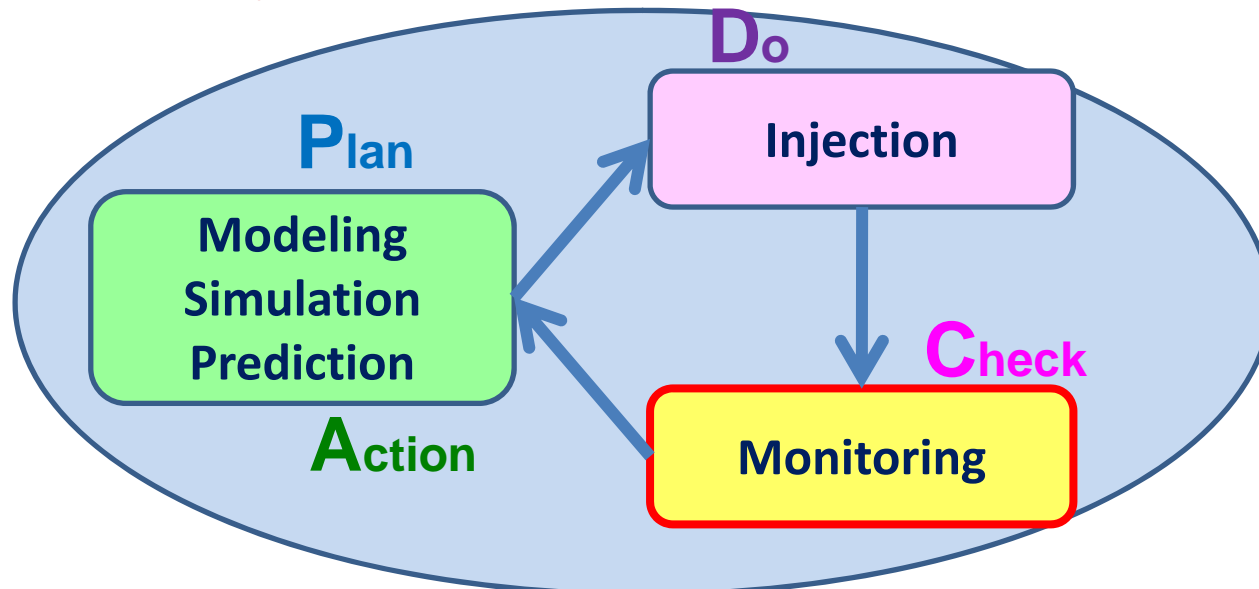 Do
Injection
Plan
Modeling
Simulation
Prediction
Check
Action
Monitoring